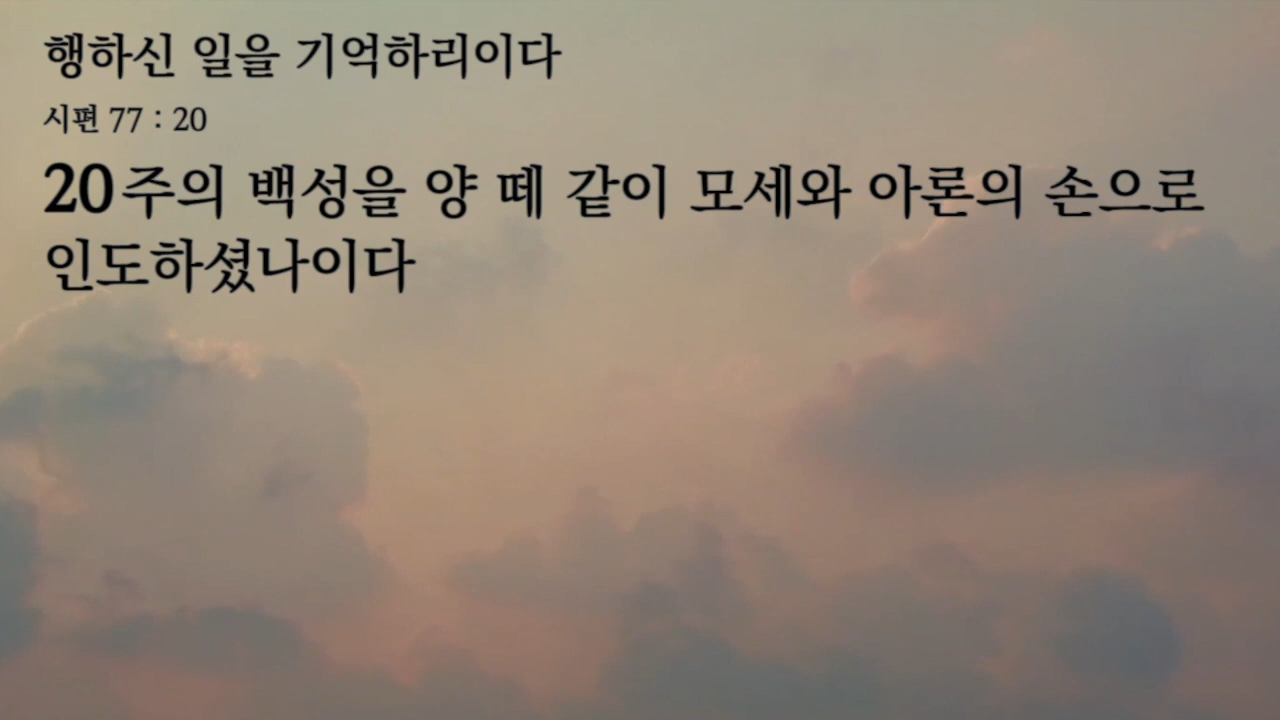 행하신 일을 기억하리이다
시편 77 : 20
20주의 백성을 양 떼 같이 모세와 아론의 손으로
인도하셨나이다